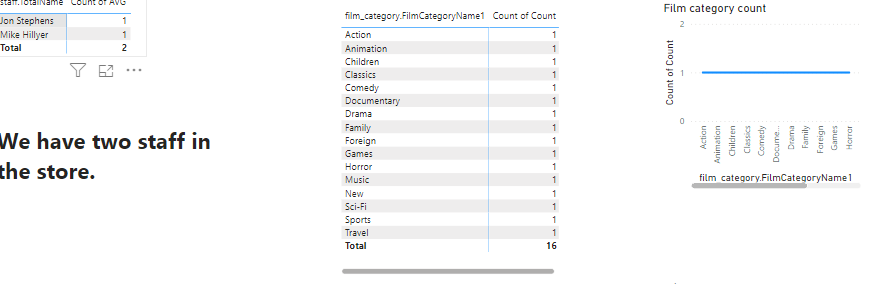 staff.TotalName Count of AVG
Jon Stephens 1
Mike Hillyer 1
Total 2
We have two staff in
the store.
film_category.FilmCategoryName1 Count of Count
Action 1
Animation 1
Children 1
Classics 1
Comedy 1
Documentary 1
Drama 1
Family 1
Foreign 1
Games 1
Horror 1
Music 1
New 1
Sci-Fi 1
Sports 1
Travel 1
Total 16
Film category count
Count of Count
2
1
0
Action
Animation
Children
Classics
Comedy
Docume...
Drama
Family
Foreign
Games
Horror
film_category.FilmCategoryName1